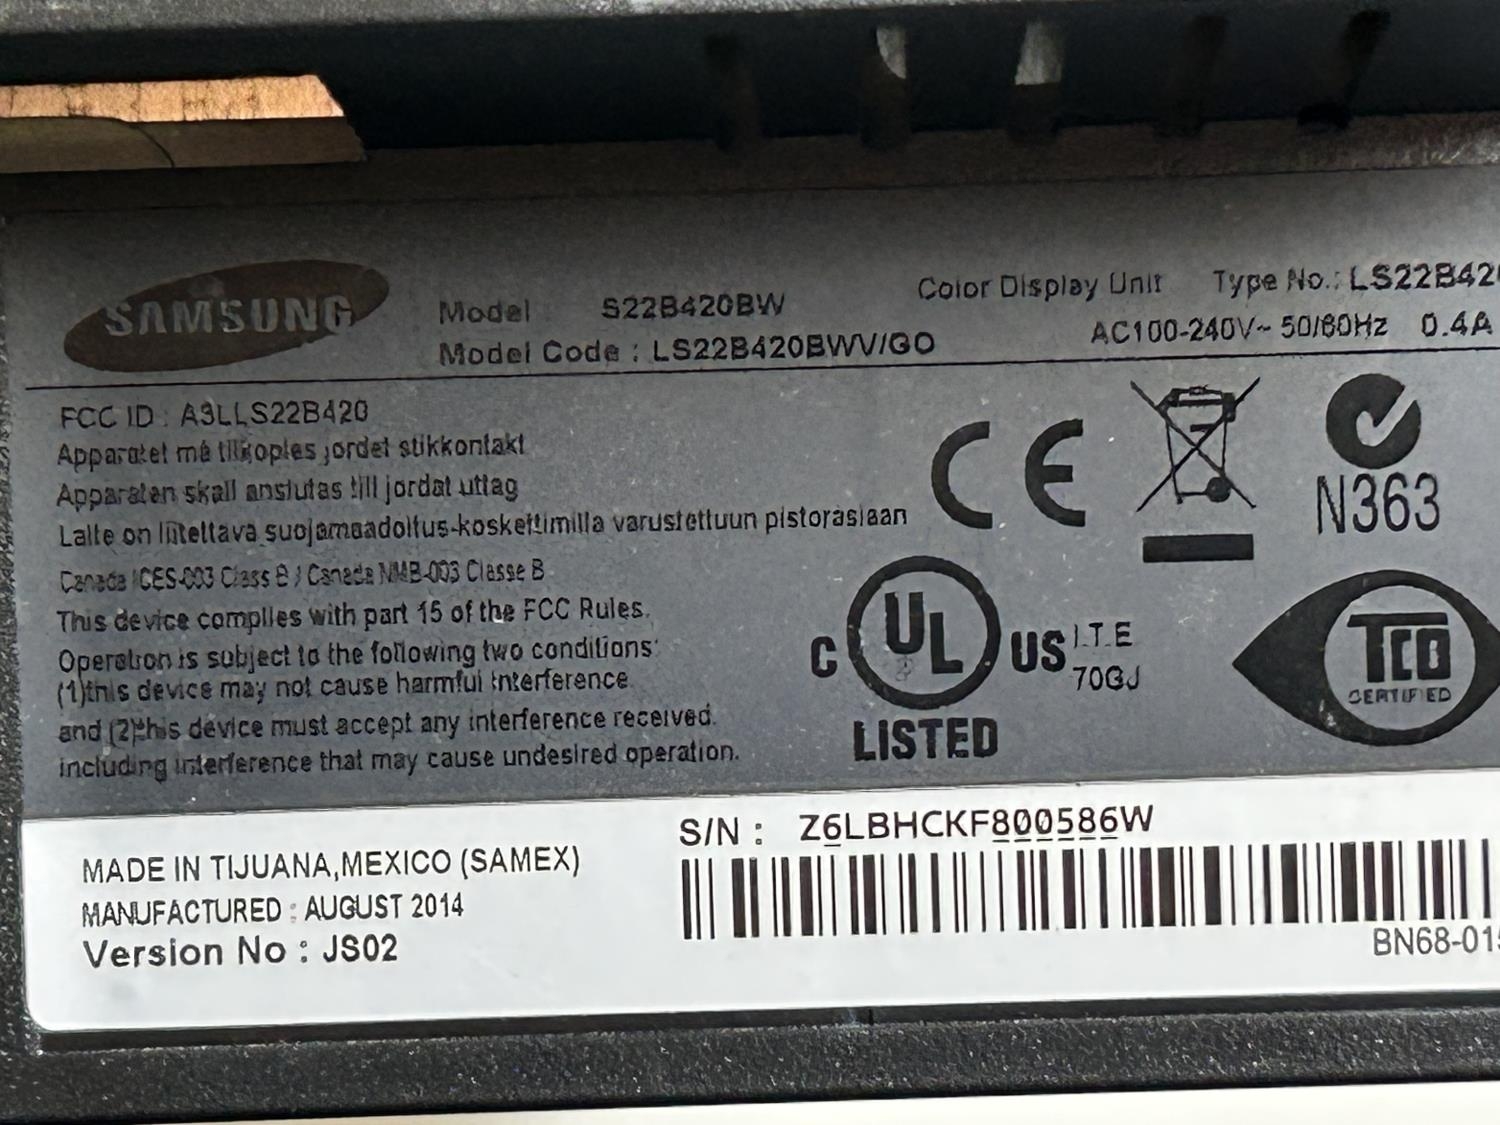 SAMSUNG
Model : S22B420BW
Model Code : LS22B420BWV/GO
Color Display Unit Type No.: LS22B420
AC100-240V~ 50/60Hz 0.4A
FCC ID : A3LLS22B420
Apparatet må tilkoples jordet stikkontakt
Apparaten skall anslutas till jordat uttag
Laite on liitettävä suojamaadoitus-koskettimilla varustettuun pistorasiaan
Canada ICES-003 Class B / Canada NMB-003 Classe B
This device complies with part 15 of the FCC Rules.
Operation is subject to the following two conditions:
(1)this device may not cause harmful interference.
and (2)this device must accept any interference received.
including interference that may cause undesired operation.
CE
N363
C UL US I.T.E
70GJ
LISTED
TCO
CERTIFIED
S/N : Z6LBHCKF800586W
MADE IN TIJUANA,MEXICO (SAMEX)
MANUFACTURED : AUGUST 2014
Version No : JS02
BN68-015